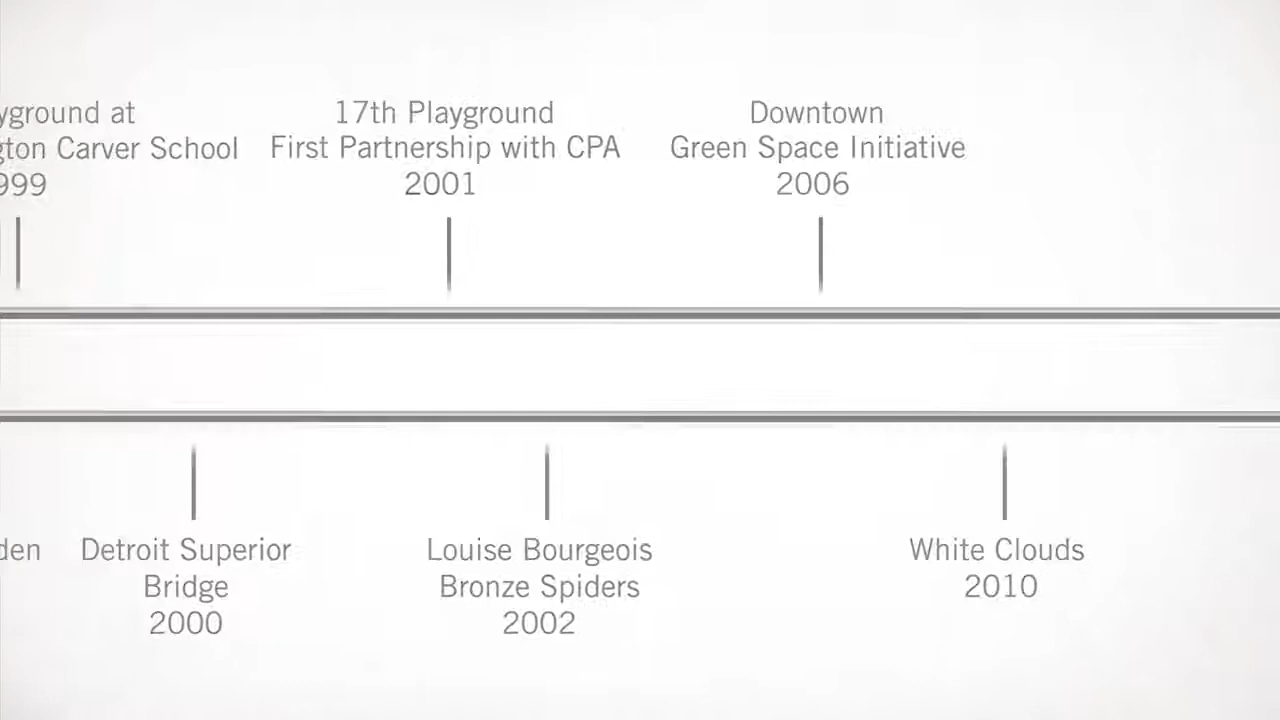 yground at
gton Carver School
999
17th Playground
First Partnership with CPA
2001
Downtown
Green Space Initiative
2006
den
Detroit Superior
Bridge
2000
Louise Bourgeois
Bronze Spiders
2002
White Clouds
2010